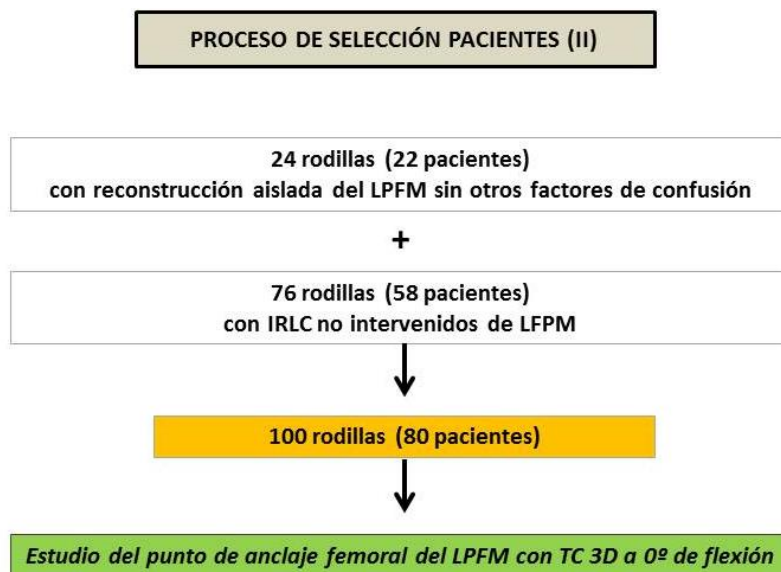 PROCESO DE SELECCIÓN PACIENTES (II)
24 rodillas (22 pacientes)
con reconstrucción aislada del LPFM sin otros factores de confusión
+
76 rodillas (58 pacientes)
con IRLC no intervenidos de LFPM
100 rodillas (80 pacientes)
Estudio del punto de anclaje femoral del LPFM con TC 3D a 0º de flexión